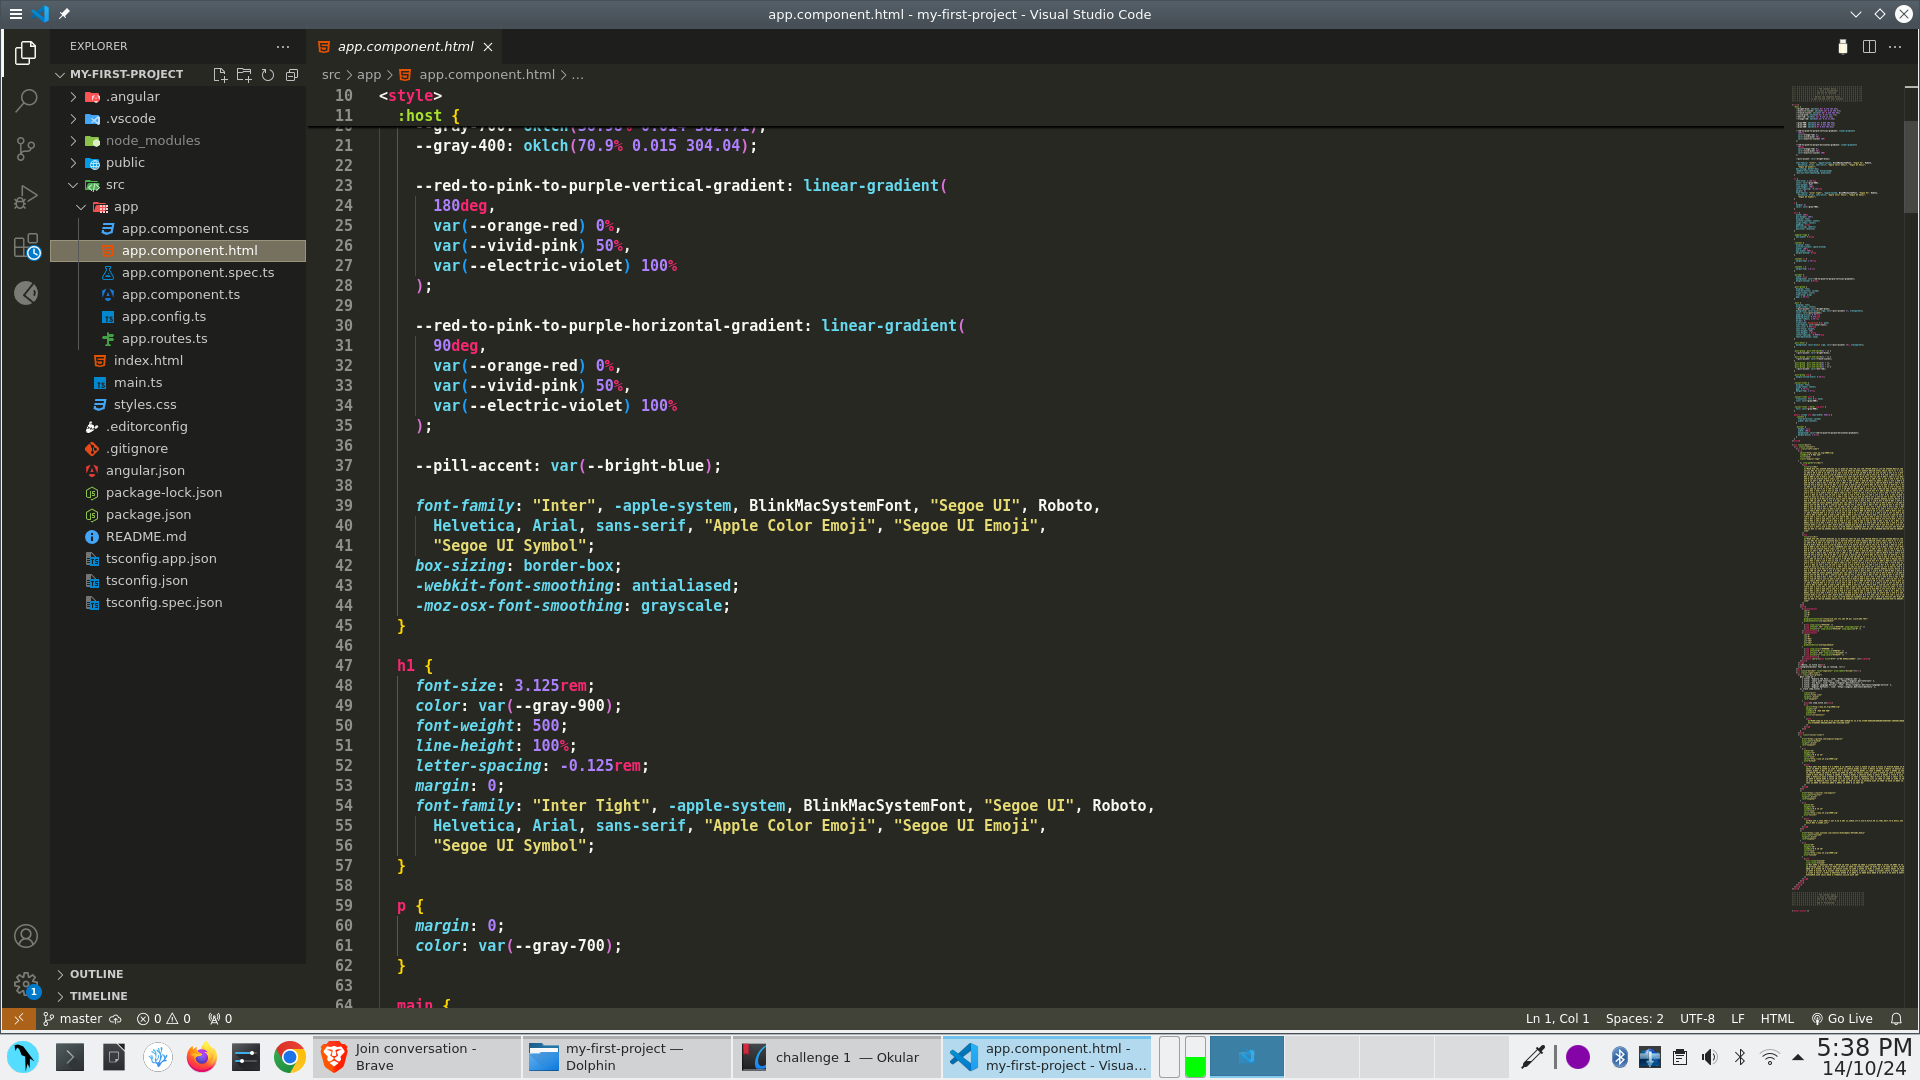 app.component.html - my-first-project - Visual Studio Code
EXPLORER
MY-FIRST-PROJECT
.angular
.vscode
node_modules
public
src
app
app.component.css
app.component.html
app.component.spec.ts
app.component.ts
app.config.ts
app.routes.ts
index.html
main.ts
styles.css
.editorconfig
.gitignore
angular.json
package-lock.json
package.json
README.md
tsconfig.app.json
tsconfig.json
tsconfig.spec.json
OUTLINE
TIMELINE
app.component.html
src > app > app.component.html > ...
10 <style>
11 :host {
21 --gray-400: oklch(70.9% 0.015 304.04);
22
23 --red-to-pink-to-purple-vertical-gradient: linear-gradient(
24 180deg,
25 var(--orange-red) 0%,
26 var(--vivid-pink) 50%,
27 var(--electric-violet) 100%
28 );
29
30 --red-to-pink-to-purple-horizontal-gradient: linear-gradient(
31 90deg,
32 var(--orange-red) 0%,
33 var(--vivid-pink) 50%,
34 var(--electric-violet) 100%
35 );
36
37 --pill-accent: var(--bright-blue);
38
39 font-family: "Inter", -apple-system, BlinkMacSystemFont, "Segoe UI", Roboto,
40 Helvetica, Arial, sans-serif, "Apple Color Emoji", "Segoe UI Emoji",
41 "Segoe UI Symbol";
42 box-sizing: border-box;
43 -webkit-font-smoothing: antialiased;
44 -moz-osx-font-smoothing: grayscale;
45 }
46
47 h1 {
48 font-size: 3.125rem;
49 color: var(--gray-900);
50 font-weight: 500;
51 line-height: 100%;
52 letter-spacing: -0.125rem;
53 margin: 0;
54 font-family: "Inter Tight", -apple-system, BlinkMacSystemFont, "Segoe UI", Roboto,
55 Helvetica, Arial, sans-serif, "Apple Color Emoji", "Segoe UI Emoji",
56 "Segoe UI Symbol";
57 }
58
59 p {
60 margin: 0;
61 color: var(--gray-700);
62 }
63
64 main {
master 0 0 0
Ln 1, Col 1 Spaces: 2 UTF-8 LF HTML Go Live
1
Join conversation - Brave
my-first-project — Dolphin
challenge 1 — Okular
app.component.html - my-first-project - Visua...
5:38 PM
14/10/24